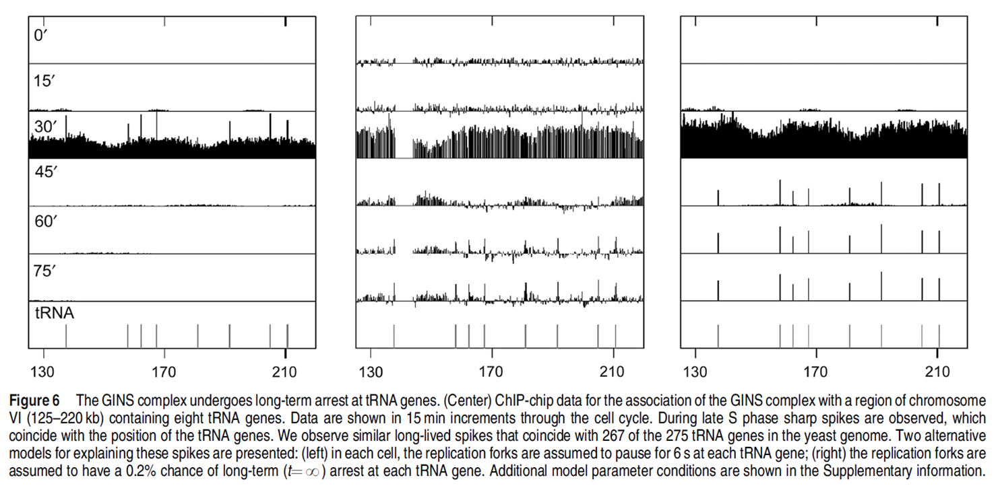 0′
15′
30′
45′
60′
75′
tRNA
130 170 210
130 170 210
130 170 210
Figure 6 The GINS complex undergoes long-term arrest at tRNA genes. (Center) ChIP-chip data for the association of the GINS complex with a region of chromosome
VI (125–220 kb) containing eight tRNA genes. Data are shown in 15 min increments through the cell cycle. During late S phase sharp spikes are observed, which
coincide with the position of the tRNA genes. We observe similar long-lived spikes that coincide with 267 of the 275 tRNA genes in the yeast genome. Two alternative
models for explaining these spikes are presented: (left) in each cell, the replication forks are assumed to pause for 6 s at each tRNA gene; (right) the replication forks are
assumed to have a 0.2% chance of long-term (t=∞) arrest at each tRNA gene. Additional model parameter conditions are shown in the Supplementary information.